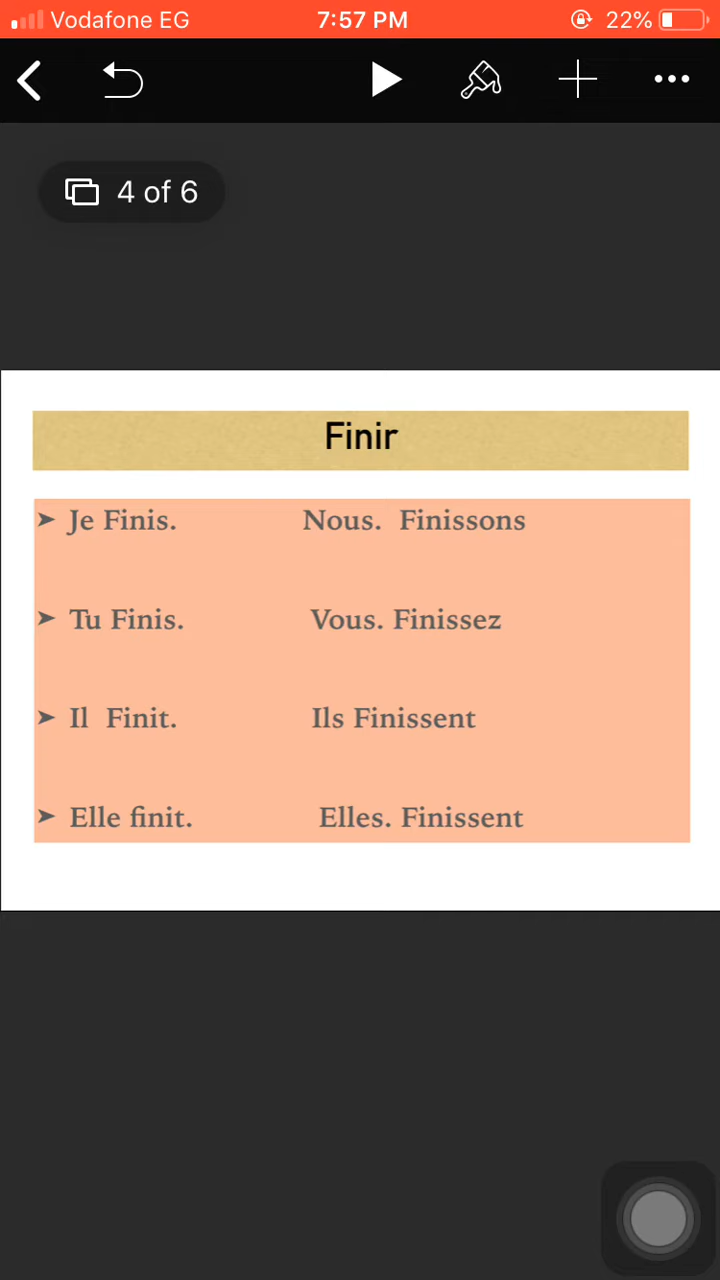 Vodafone EG 7:57 PM 22%
4 of 6
Finir
➤ Je Finis. Nous. Finissons
➤ Tu Finis. Vous. Finissez
➤ Il Finit. Ils Finissent
➤ Elle finit. Elles. Finissent